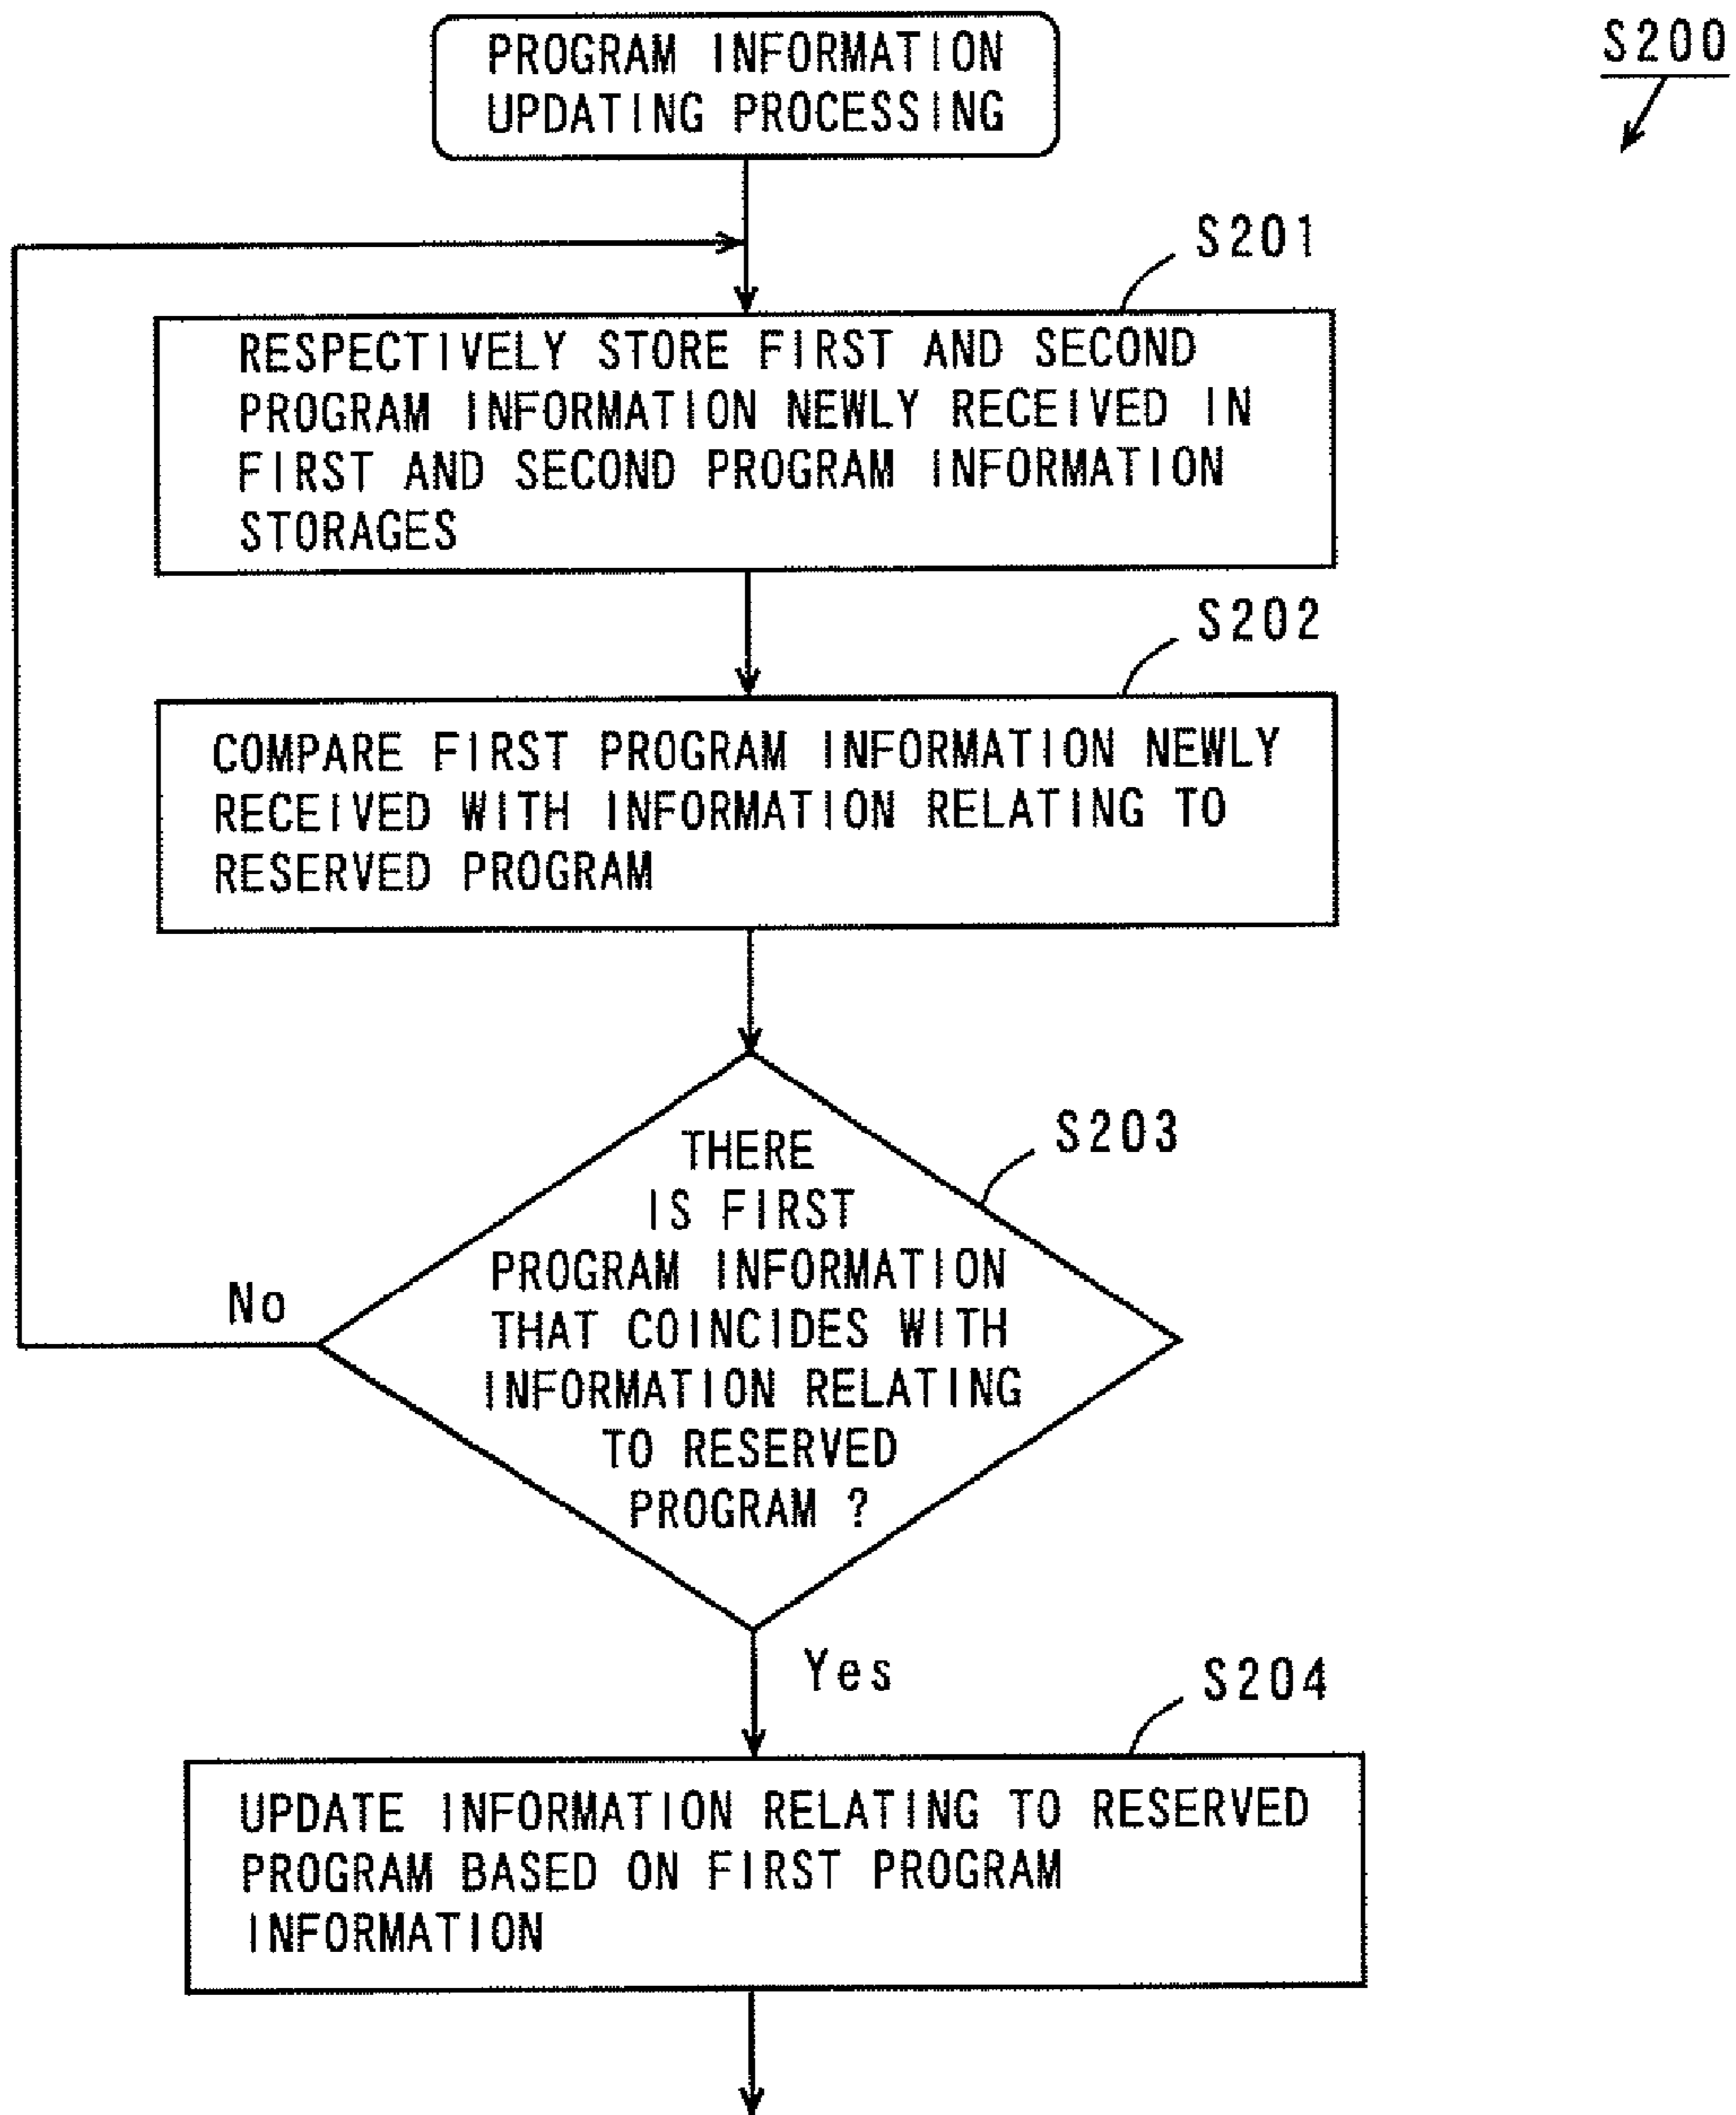 PROGRAM INFORMATION
UPDATING PROCESSING
S200
S201
RESPECTIVELY STORE FIRST AND SECOND
PROGRAM INFORMATION NEWLY RECEIVED IN
FIRST AND SECOND PROGRAM INFORMATION
STORAGES
S202
COMPARE FIRST PROGRAM INFORMATION NEWLY
RECEIVED WITH INFORMATION RELATING TO
RESERVED PROGRAM
S203
THERE
IS FIRST
PROGRAM INFORMATION
THAT COINCIDES WITH
INFORMATION RELATING
TO RESERVED
PROGRAM ?
No
Yes
S204
UPDATE INFORMATION RELATING TO RESERVED
PROGRAM BASED ON FIRST PROGRAM
INFORMATION